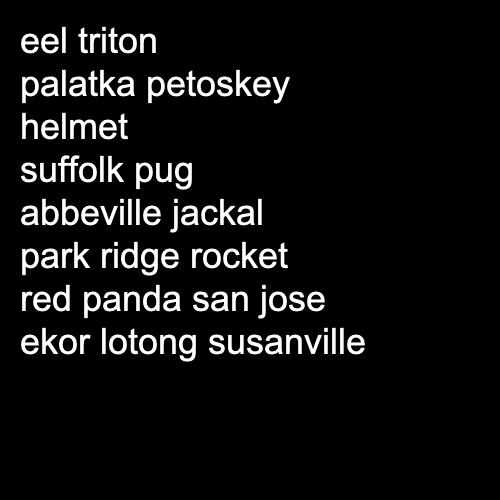 eel triton
palatka petoskey
helmet
suffolk pug
abbeville jackal
park ridge rocket
red panda san jose
ekor lotong susanville